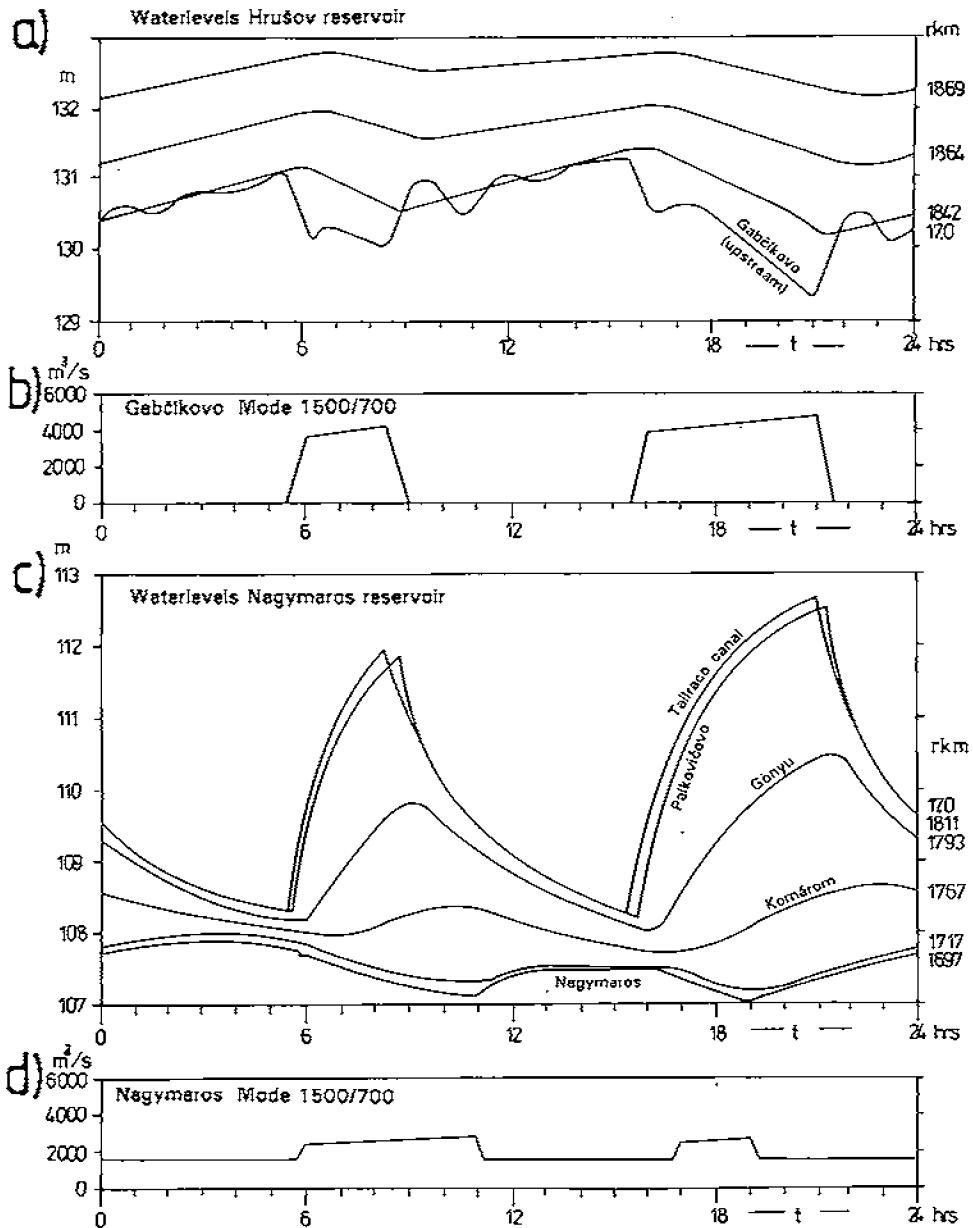 a) Waterlevels Hrušov reservoir
rkm
m
132
131
130
129
1869
1864
1842
170
Gabčíkovo
(upstream)
0 6 12 18 — t — 24 hrs
b) m³/s
Gabčíkovo Mode 1500/700
6000
4000
2000
0
0 6 12 18 — t — 24 hrs
c) m
Waterlevels Nagymaros reservoir
113
112
111
110
109
108
107
Tailrace canal
Palkovičovo
Gönyu
Komárom
Nagymaros
rkm
170
1811
1793
1767
1717
1697
0 6 12 18 — t — 24 hrs
d) m³/s
Nagymaros Mode 1500/700
6000
4000
2000
0
0 6 12 18 — t — 24 hrs